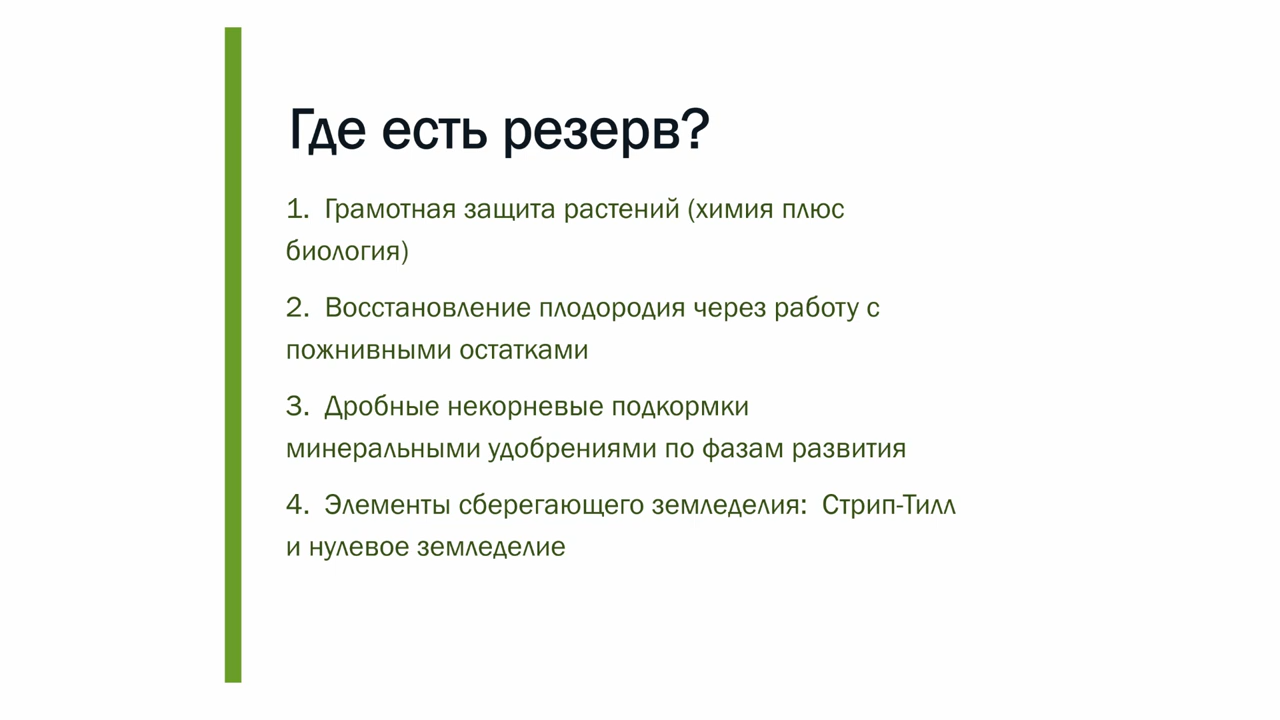 Где есть резерв?
1. Грамотная защита растений (химия плюс
биология)
2. Восстановление плодородия через работу с
пожнивными остатками
3. Дробные некорневые подкормки
минеральными удобрениями по фазам развития
4. Элементы сберегающего земледелия: Стрип-Тилл
и нулевое земледелие